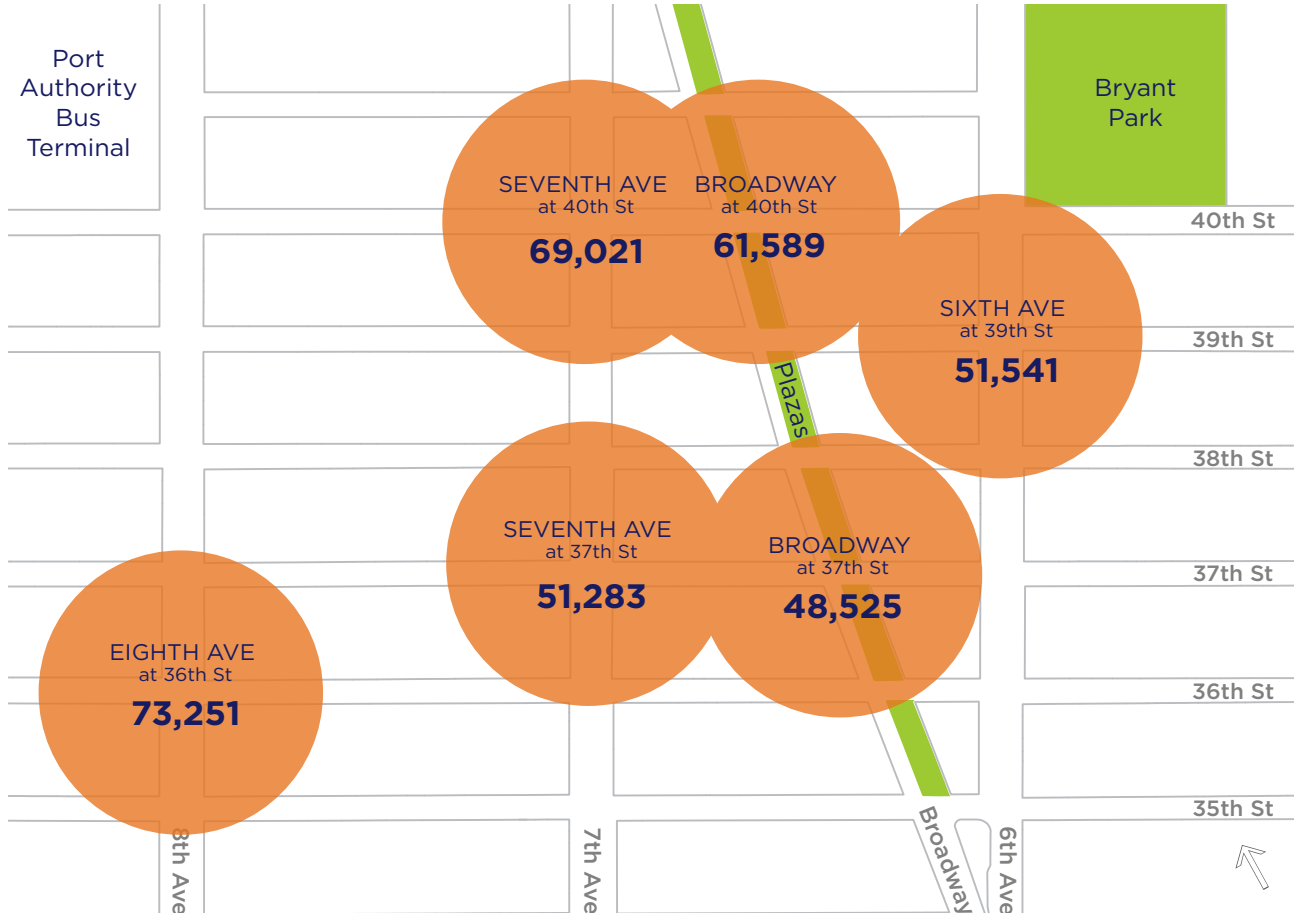 Port
Authority
Bus
Terminal
Bryant
Park
SEVENTH AVE
at 40th St
69,021
BROADWAY
at 40th St
61,589
40th St
SIXTH AVE
at 39th St
51,541
39th St
Plazas
38th St
SEVENTH AVE
at 37th St
51,283
BROADWAY
at 37th St
48,525
37th St
EIGHTH AVE
at 36th St
73,251
36th St
35th St
8th Ave
7th Ave
Broadway
6th Ave